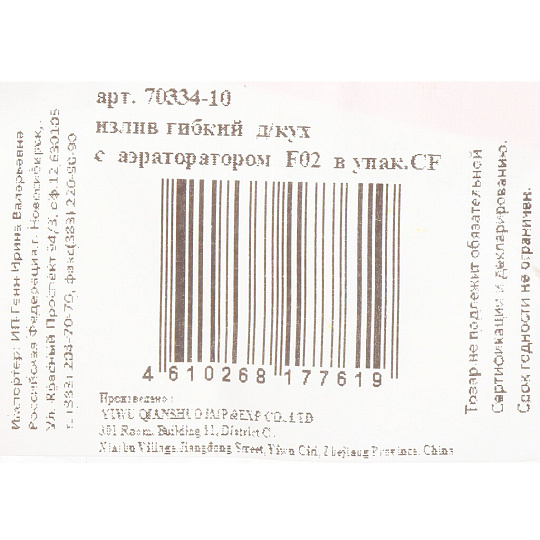 арт. 70334-10
излив гибкий д/кух
с аэраторатором F02 в упак.CF
4 610268 177619
Произведено :
YIWU QIANSHUO IMP&EXP CO.,LTD
301 Room, Building 11, District C,
Village, Jiangdong Street, Yiwu Citi, Zhejiang Province, China
Импортер: ИП Генн Ирина Валерьевна
Российская Федерация г. Новосибирск,
Ул. Красный Проспект 94/3, оф.12 630105
т. (383) 204-70-70, факс(383) 220-90-90
Товар не подлежит обязательной
Сертификации и декларированию.
Срок годности не ограничен.